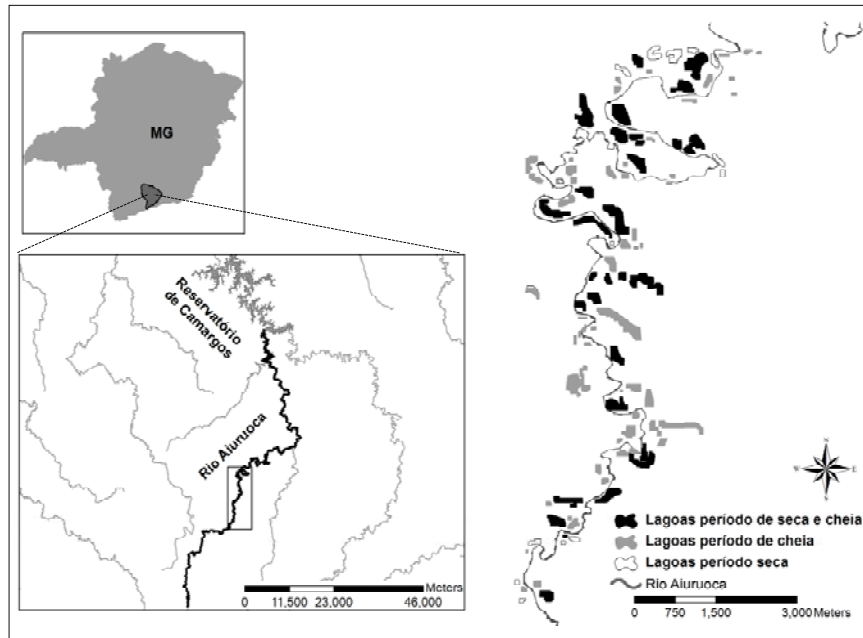 MG
Reservatório
de Camargos
Rio Aiuruoca
Meters
0 11.500 23.000 46.000
N
W E
S
Lagoas período de seca e cheia
Lagoas período de cheia
Lagoas período seca
Rio Aiuruoca
0 750 1,500 3,000 Meters